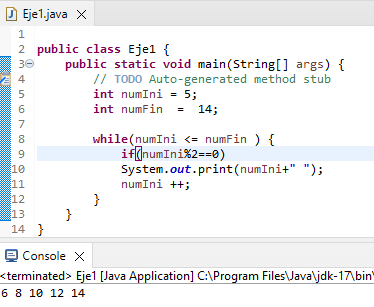 Eje1.java
1
2 public class Eje1 {
3 public static void main(String[] args) {
4 // TODO Auto-generated method stub
5 int numIni = 5;
6 int numFin  =  14;
7
8 while(numIni <= numFin ) {
9 if(numIni%2==0)
10 System.out.print(numIni+" ");
11 numIni ++;
12 }
13 }
14 }
Console
<terminated> Eje1 [Java Application] C:\Program Files\Java\jdk-17\bin\
6 8 10 12 14